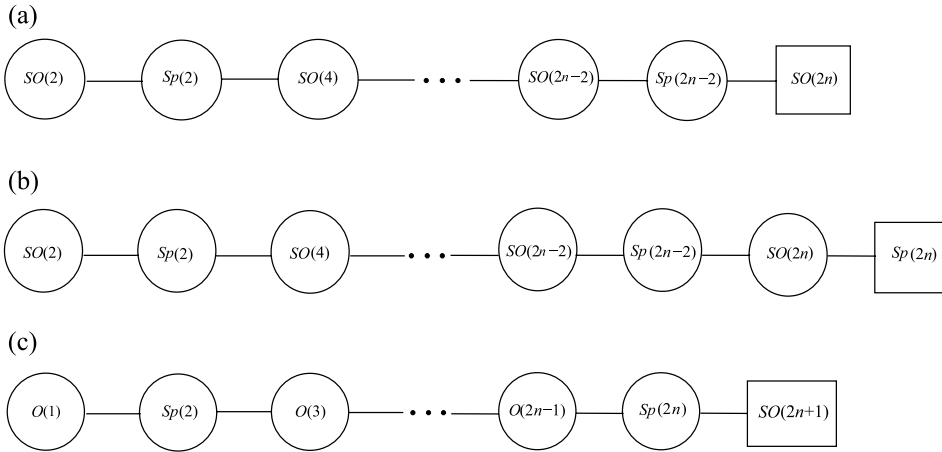 (a)
SO(2) Sp(2) SO(4) ... SO(2n−2) Sp(2n−2) SO(2n)
(b)
SO(2) Sp(2) SO(4) ... SO(2n−2) Sp(2n−2) SO(2n) Sp(2n)
(c)
O(1) Sp(2) O(3) ... O(2n−1) Sp(2n) SO(2n+1)